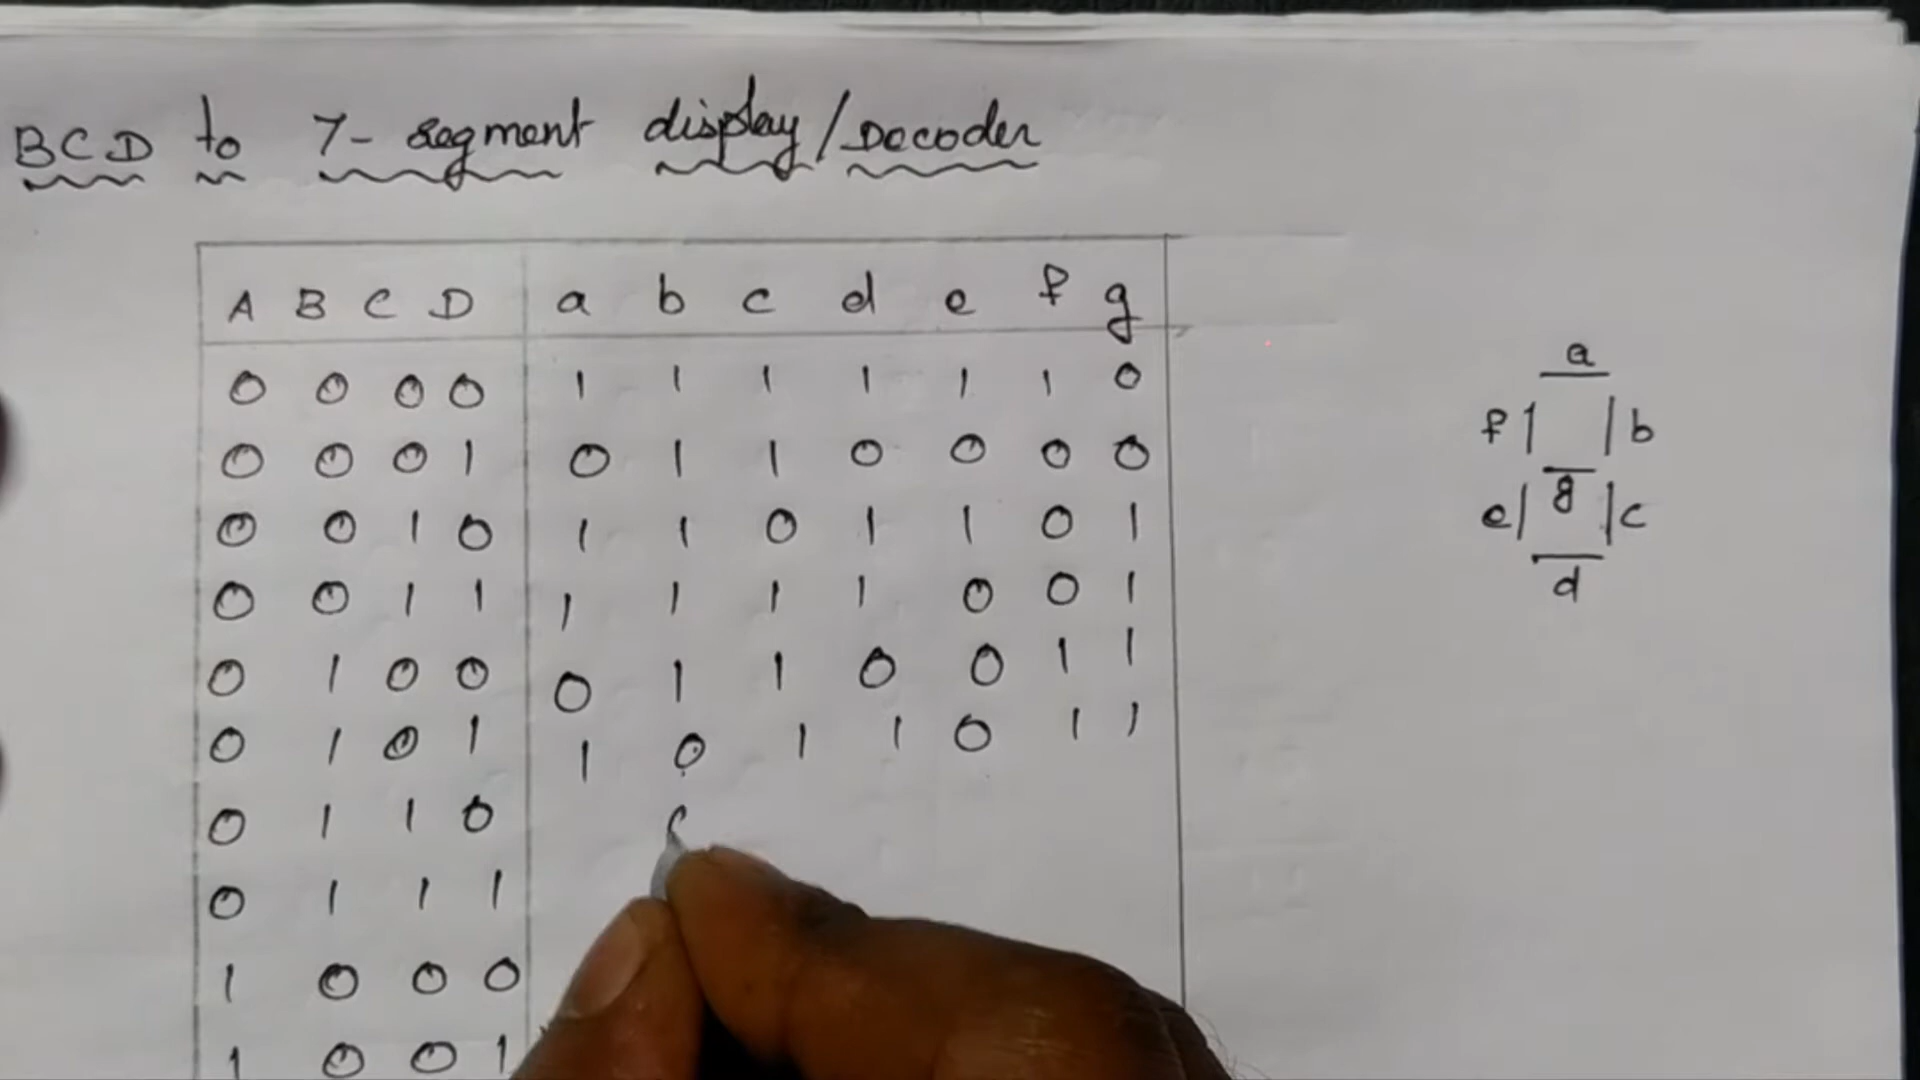 BCD to 7- segment display/Decoder
A B C D a b c d e f g
0 0 0 0 1 1 1 1 1 1 0
0 0 0 1 0 1 1 0 0 0 0
0 0 1 0 1 1 0 1 1 0 1
0 0 1 1 1 1 1 1 0 0 1
0 1 0 0 0 1 1 0 0 1 1
0 1 0 1 1 0 1 1 0 1 1
0 1 1 0
0 1 1 1
1 0 0 0
1 0 0 1
a
f b
g
e c
d